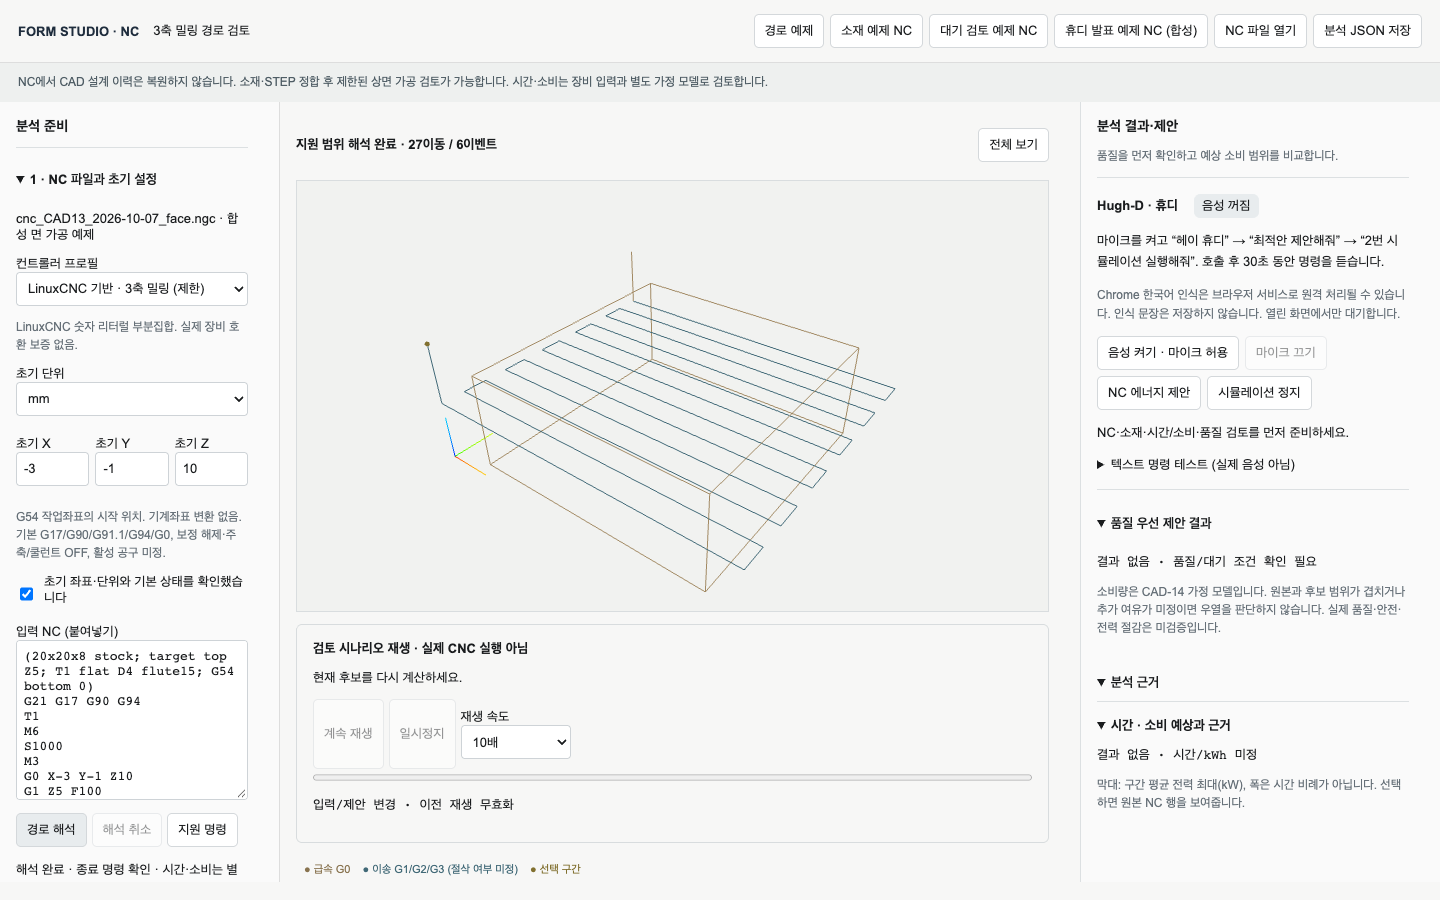 FORM STUDIO · NC 3축 밀링 경로 검토
경로 예제 소재 예제 NC 대기 검토 예제 NC 휴디 발표 예제 NC (합성) NC 파일 열기 분석 JSON 저장
NC에서 CAD 설계 이력은 복원하지 않습니다. 소재·STEP 정합 후 제한된 상면 가공 검토가 가능합니다. 시간·소비는 장비 입력과 별도 가정 모델로 검토합니다.
분석 준비
▼ 1 · NC 파일과 초기 설정
cnc_CAD13_2026-10-07_face.ngc · 합
성 면 가공 예제
컨트롤러 프로필
LinuxCNC 기반 · 3축 밀링 (제한)
LinuxCNC 숫자 리터럴 부분집합. 실제 장비 호
환 보증 없음.
초기 단위
mm
초기 X 초기 Y 초기 Z
-3 -1 10
G54 작업좌표의 시작 위치. 기계좌표 변환 없음.
기본 G17/G90/G91.1/G94/G0, 보정 해제·주
축/쿨런트 OFF, 활성 공구 미정.
초기 좌표·단위와 기본 상태를 확인했습
니다
입력 NC (붙여넣기)
(20x20x8 stock; target top
Z5; T1 flat D4 flute15; G54
bottom 0)
G21 G17 G90 G94
T1
M6
S1000
M3
G0 X-3 Y-1 Z10
G1 Z5 F100
경로 해석 해석 취소 지원 명령
해석 완료 · 종료 명령 확인 · 시간·소비는 별
지원 범위 해석 완료 · 27이동 / 6이벤트
전체 보기
검토 시나리오 재생 · 실제 CNC 실행 아님
현재 후보를 다시 계산하세요.
계속 재생 일시정지 재생 속도
10배
입력/제안 변경 · 이전 재생 무효화
● 급속 G0 ● 이송 G1/G2/G3 (절삭 여부 미정) ● 선택 구간
분석 결과·제안
품질을 먼저 확인하고 예상 소비 범위를 비교합니다.
Hugh-D · 휴디 음성 꺼짐
마이크를 켜고 “헤이 휴디” → “최적안 제안해줘” → “2번 시
뮬레이션 실행해줘”. 호출 후 30초 동안 명령을 듣습니다.
Chrome 한국어 인식은 브라우저 서비스로 원격 처리될 수 있습니
다. 인식 문장은 저장하지 않습니다. 열린 화면에서만 대기합니다.
음성 켜기 · 마이크 허용 마이크 끄기
NC 에너지 제안 시뮬레이션 정지
NC·소재·시간/소비·품질 검토를 먼저 준비하세요.
▶ 텍스트 명령 테스트 (실제 음성 아님)
▼ 품질 우선 제안 결과
결과 없음 · 품질/대기 조건 확인 필요
소비량은 CAD-14 가정 모델입니다. 원본과 후보 범위가 겹치거나
추가 여유가 미정이면 우열을 판단하지 않습니다. 실제 품질·안전·
전력 절감은 미검증입니다.
▼ 분석 근거
▼ 시간 · 소비 예상과 근거
결과 없음 · 시간/kWh 미정
막대: 구간 평균 전력 최대(kW), 폭은 시간 비례가 아닙니다. 선택
하면 원본 NC 행을 보여줍니다.